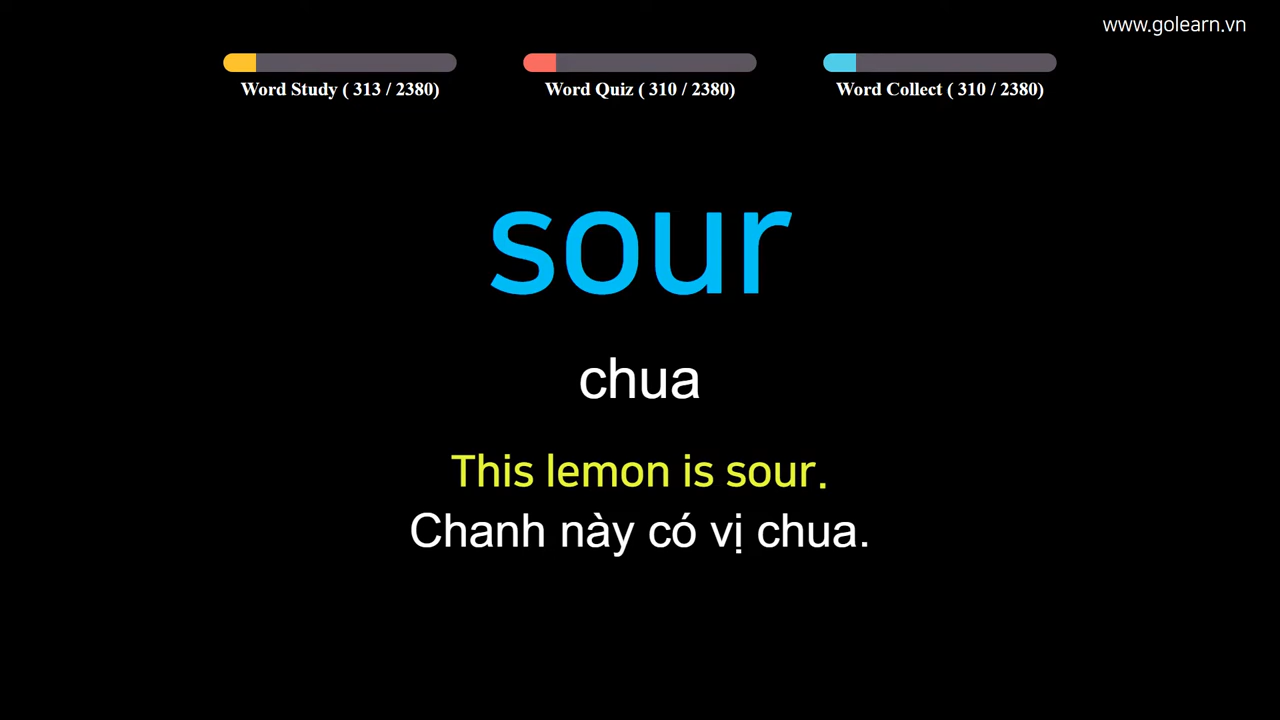 www.golearn.vn
Word Study ( 313 / 2380)
Word Quiz ( 310 / 2380)
Word Collect ( 310 / 2380)
sour
chua
This lemon is sour.
Chanh này có vị chua.